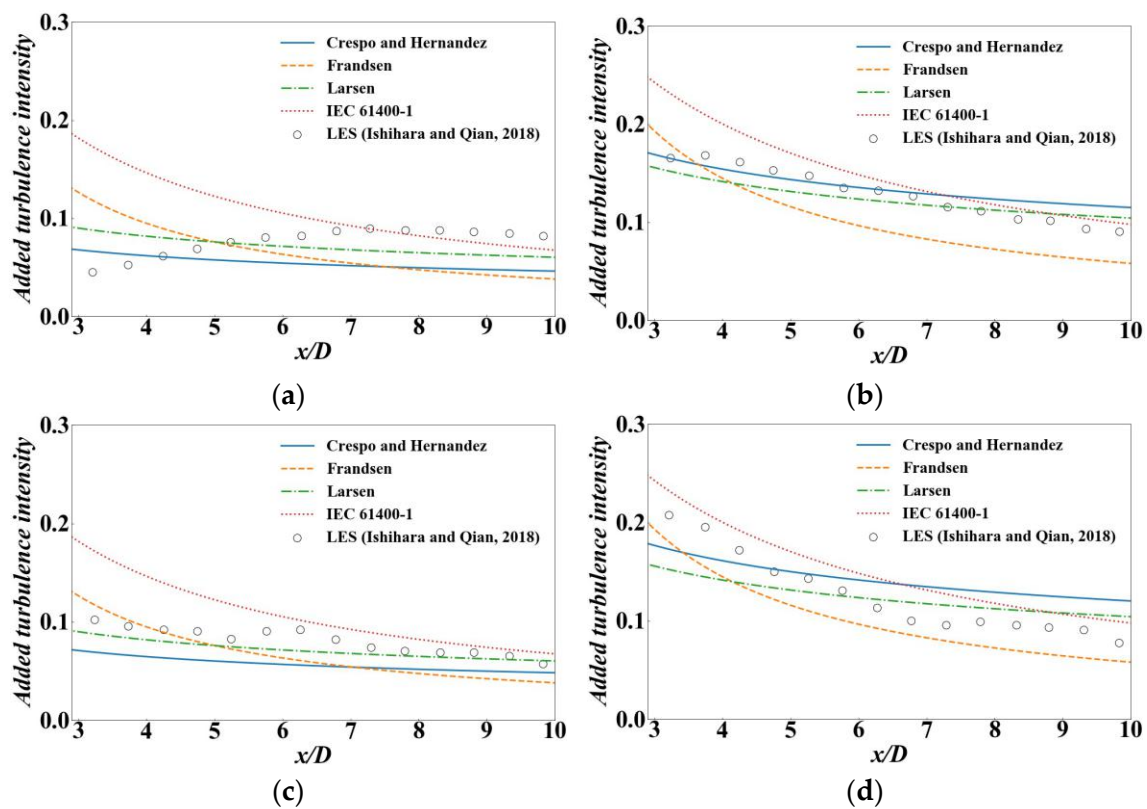 0.3
Crespo and Hernandez
Frandsen
Larsen
IEC 61400-1
LES (Ishihara and Qian, 2018)
0.2
0.1
0.0
Added turbulence intensity
3 4 5 6 7 8 9 10
x/D
(a)
0.3
Crespo and Hernandez
Frandsen
Larsen
IEC 61400-1
LES (Ishihara and Qian, 2018)
0.2
0.1
0.0
Added turbulence intensity
3 4 5 6 7 8 9 10
x/D
(b)
0.3
Crespo and Hernandez
Frandsen
Larsen
IEC 61400-1
LES (Ishihara and Qian, 2018)
0.2
0.1
0.0
Added turbulence intensity
3 4 5 6 7 8 9 10
x/D
(c)
0.3
Crespo and Hernandez
Frandsen
Larsen
IEC 61400-1
LES (Ishihara and Qian, 2018)
0.2
0.1
0.0
Added turbulence intensity
3 4 5 6 7 8 9 10
x/D
(d)